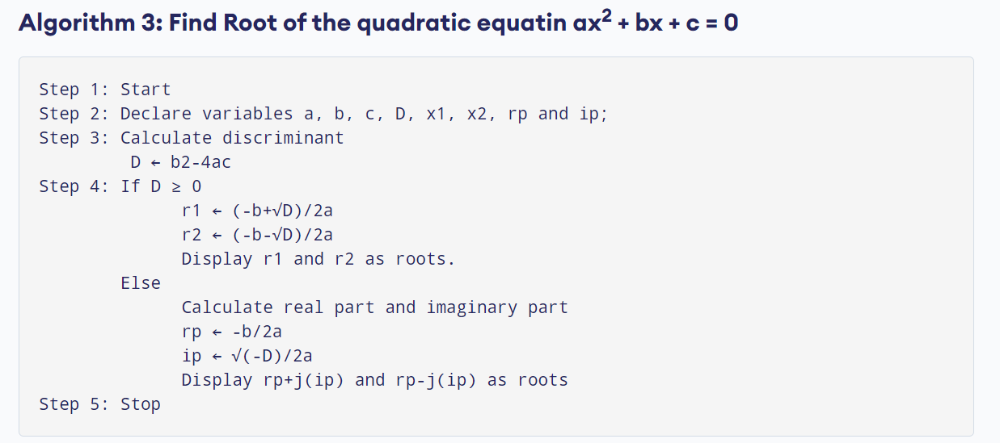 Algorithm 3: Find Root of the quadratic equatin ax² + bx + c = 0
Step 1: Start
Step 2: Declare variables a, b, c, D, x1, x2, rp and ip;
Step 3: Calculate discriminant
D ← b2-4ac
Step 4: If D ≥ 0
r1 ← (-b+√D)/2a
r2 ← (-b-√D)/2a
Display r1 and r2 as roots.
Else
Calculate real part and imaginary part
rp ← -b/2a
ip ← √(-D)/2a
Display rp+j(ip) and rp-j(ip) as roots
Step 5: Stop